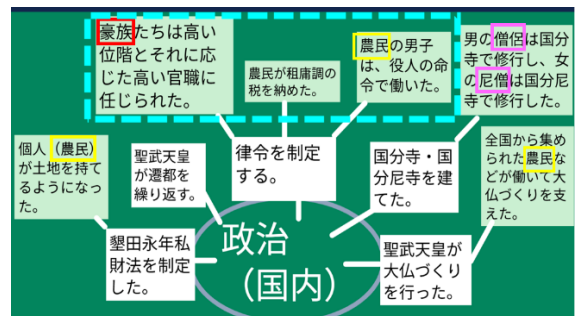 豪族たちは高い
位階とそれに応
じた高い官職に
任じられた。
農民が租庸調の
税を納めた。
農民の男子
は、役人の命
令で働いた。
男の僧侶は国分
寺で修行し、女
の尼僧は国分尼
寺で修行した。
個人（農民）
が土地を持て
るようになっ
た。
聖武天皇
が遷都を
繰り返す。
律令を制定
する。
国分寺・国
分尼寺を建
てた。
全国から集め
られた農民な
どが働いて大
仏づくりを支
えた。
墾田永年私
財法を制定
した。
政治
（国内）
聖武天皇が
大仏づくり
を行った。